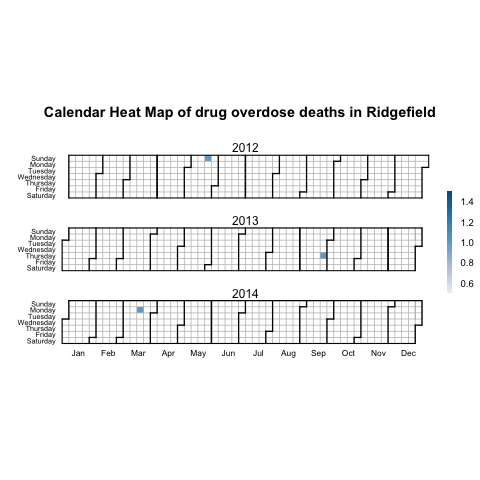 Calendar Heat Map of drug overdose deaths in Ridgefield
2012
Sunday
Monday
Tuesday
Wednesday
Thursday
Friday
Saturday
2013
Sunday
Monday
Tuesday
Wednesday
Thursday
Friday
Saturday
2014
Sunday
Monday
Tuesday
Wednesday
Thursday
Friday
Saturday
Jan Feb Mar Apr May Jun Jul Aug Sep Oct Nov Dec
1.4
1.2
1.0
0.8
0.6